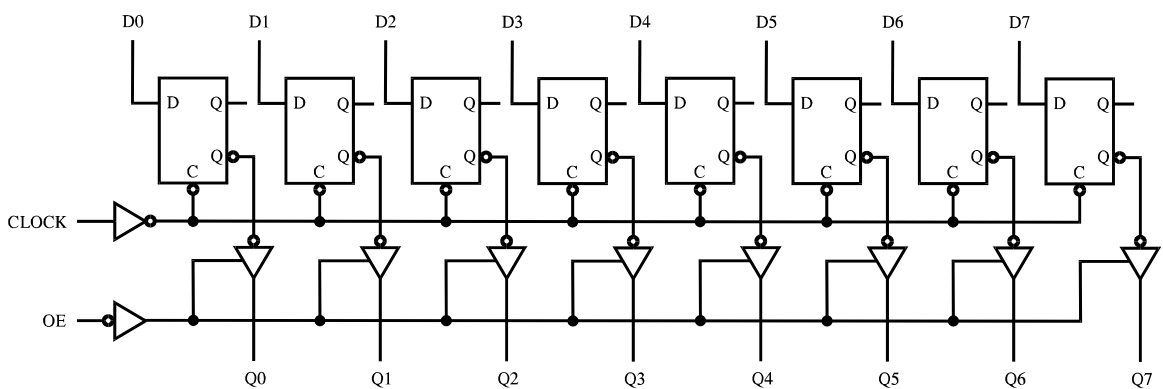 D0 D1 D2 D3 D4 D5 D6 D7
D Q D Q D Q D Q D Q D Q D Q D Q
Q Q Q Q Q Q Q Q
C C C C C C C C
CLOCK
OE
Q0 Q1 Q2 Q3 Q4 Q5 Q6 Q7